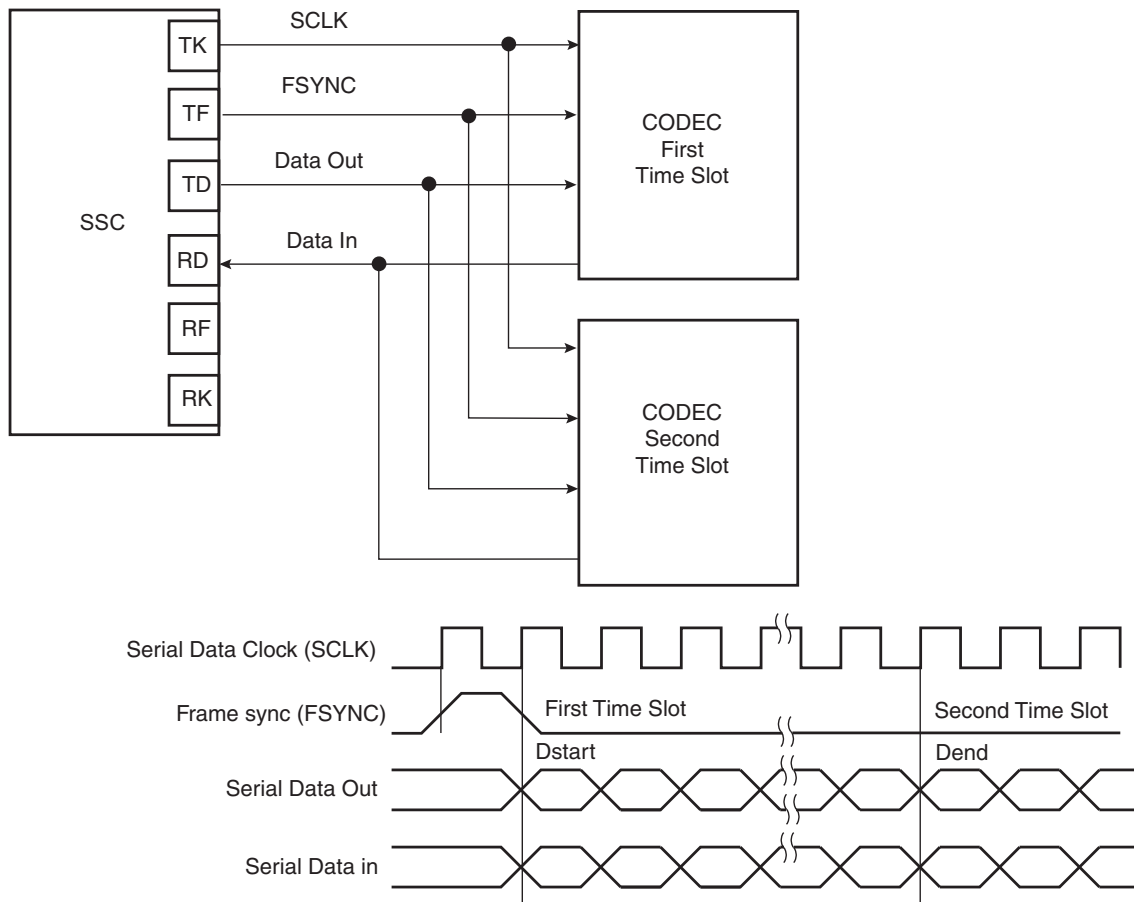 SSC
TK
TF
TD
RD
RF
RK
SCLK
FSYNC
Data Out
Data In
CODEC
First
Time Slot
CODEC
Second
Time Slot
Serial Data Clock (SCLK)
Frame sync (FSYNC)
First Time Slot
Second Time Slot
Dstart
Dend
Serial Data Out
Serial Data in